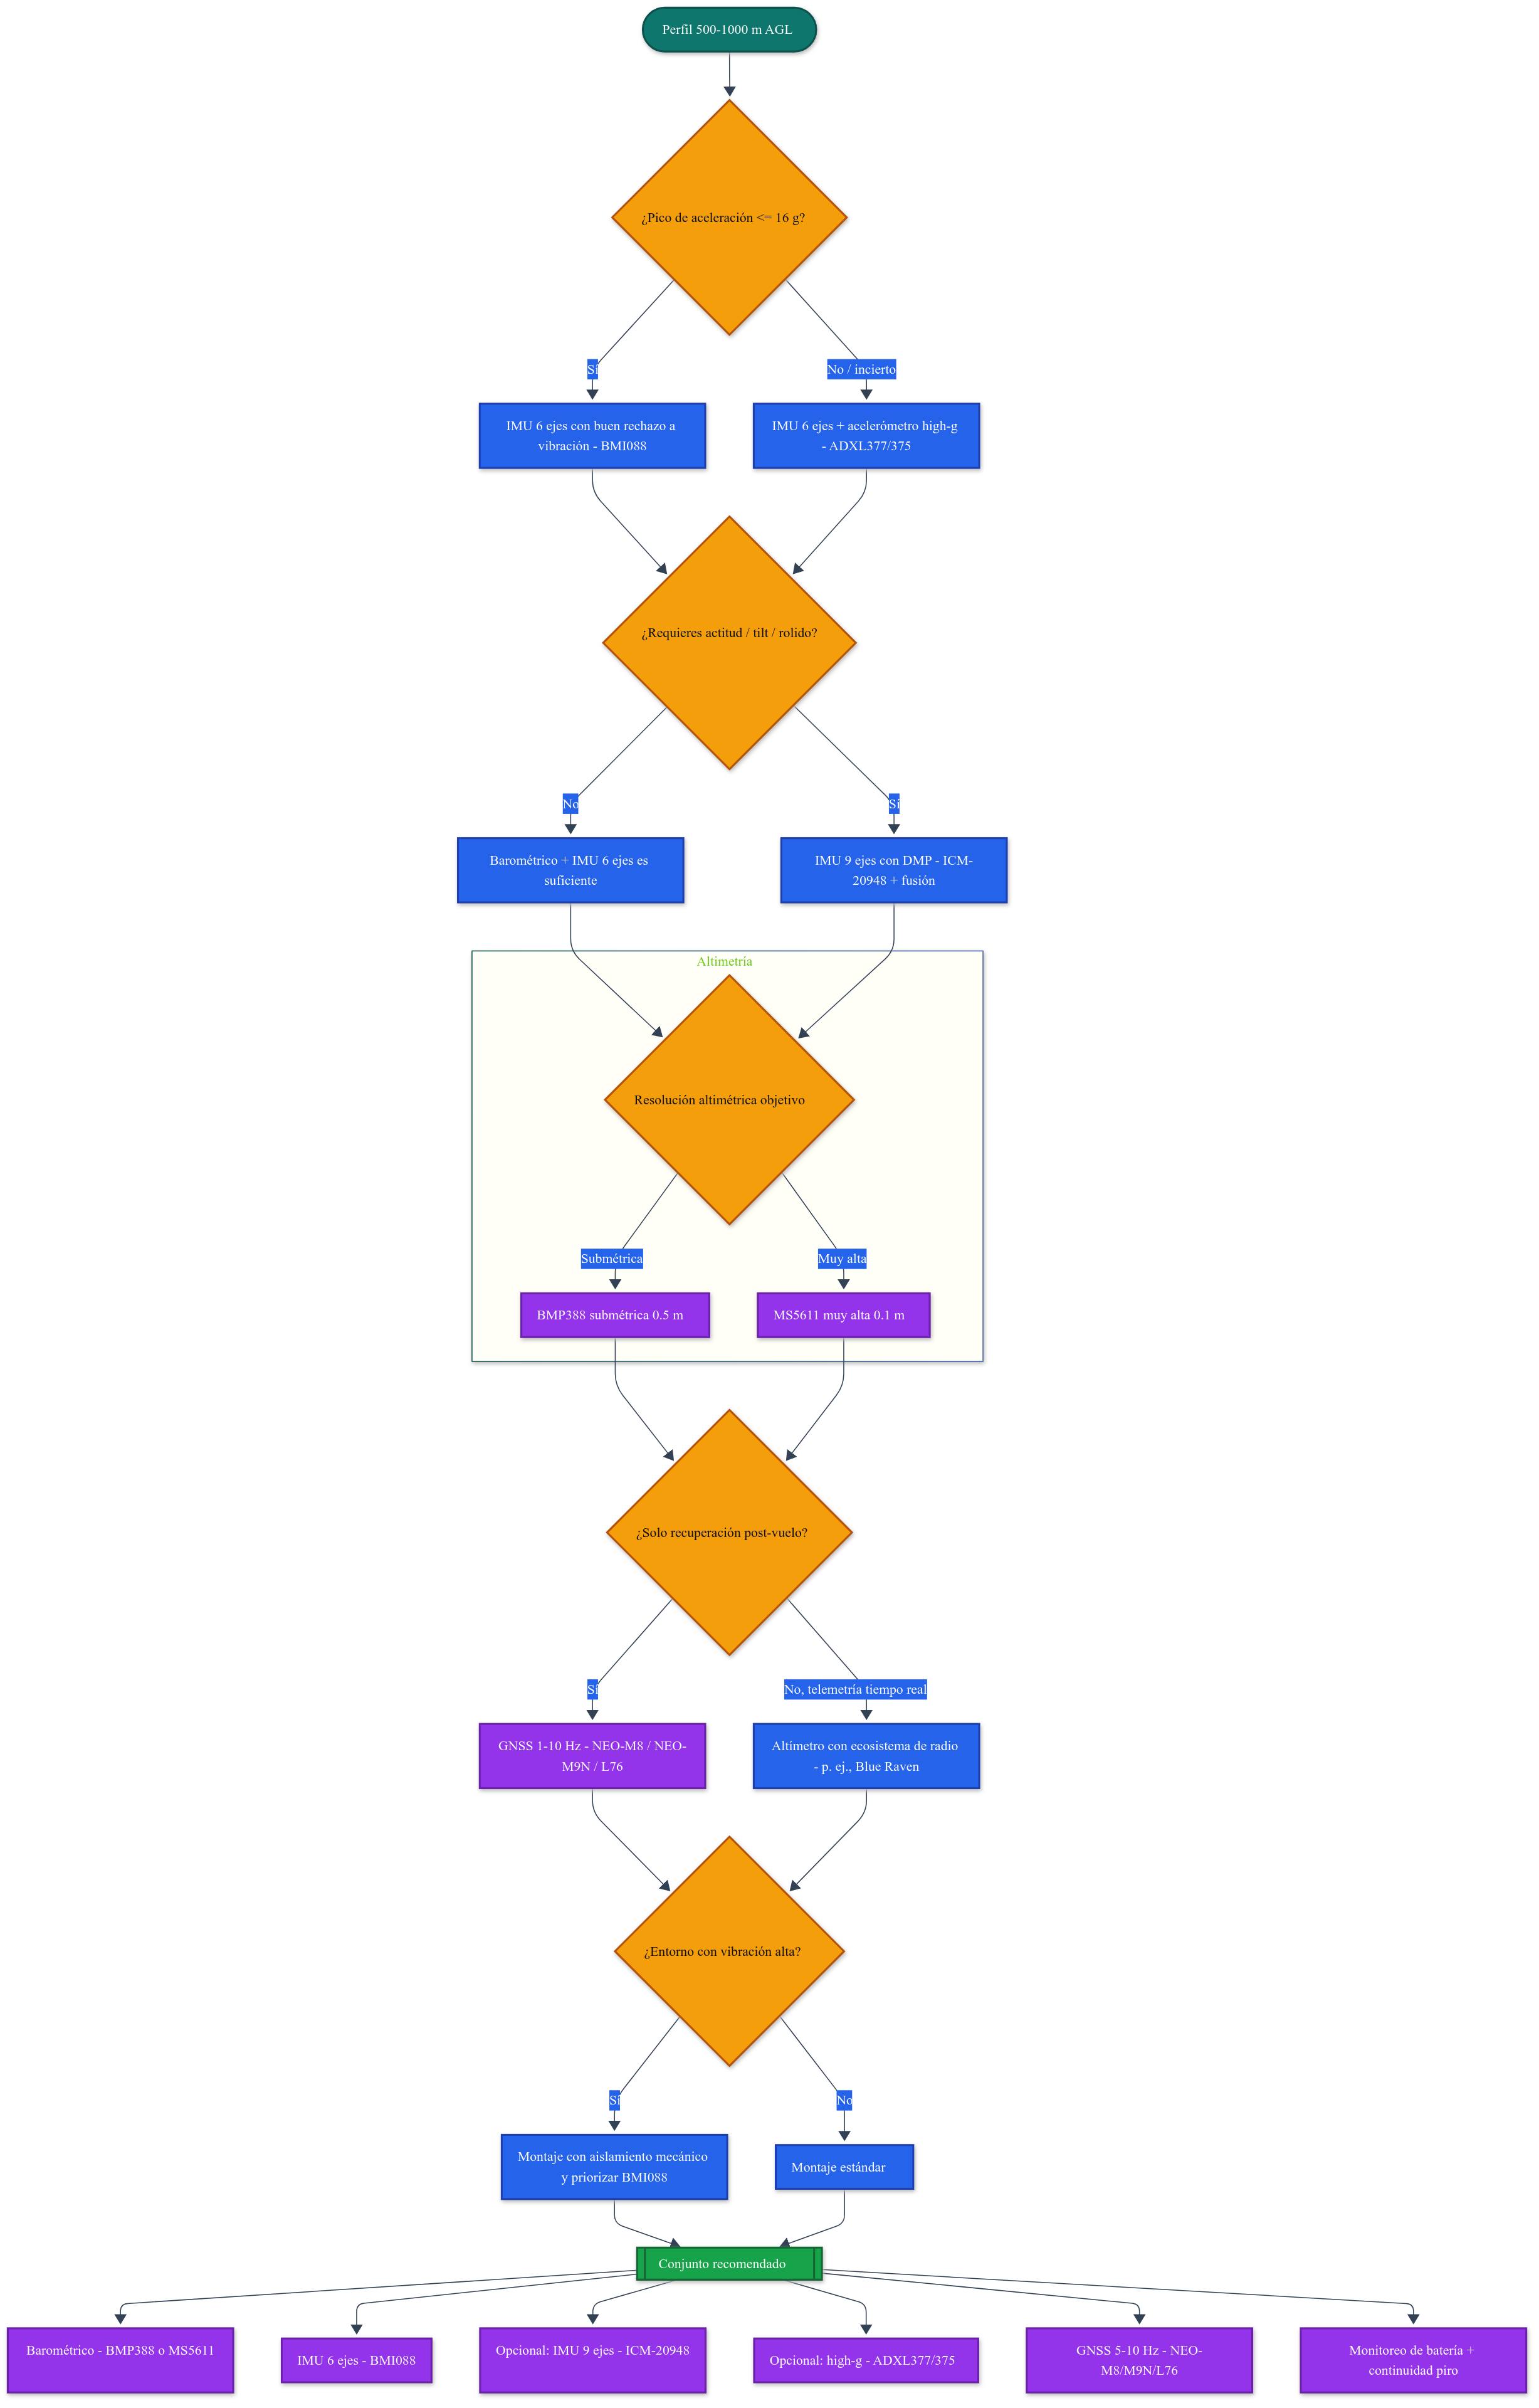 Perfil 500-1000 m AGL
¿Pico de aceleración <= 16 g?
Sí
No / incierto
IMU 6 ejes con buen rechazo a
vibración - BMI088
IMU 6 ejes + acelerómetro high-g
- ADXL377/375
¿Requieres actitud / tilt / rolido?
No
Sí
Barométrico + IMU 6 ejes es
suficiente
IMU 9 ejes con DMP - ICM-
20948 + fusión
Altimetría
Resolución altimétrica objetivo
Submétrica
Muy alta
BMP388 submétrica 0.5 m
MS5611 muy alta 0.1 m
¿Solo recuperación post-vuelo?
Sí
No, telemetría tiempo real
GNSS 1-10 Hz - NEO-M8 / NEO-
M9N / L76
Altímetro con ecosistema de radio
- p. ej., Blue Raven
¿Entorno con vibración alta?
Sí
No
Montaje con aislamiento mecánico
y priorizar BMI088
Montaje estándar
Conjunto recomendado
Barométrico - BMP388 o MS5611
IMU 6 ejes - BMI088
Opcional: IMU 9 ejes - ICM-20948
Opcional: high-g - ADXL377/375
GNSS 5-10 Hz - NEO-
M8/M9N/L76
Monitoreo de batería +
continuidad piro